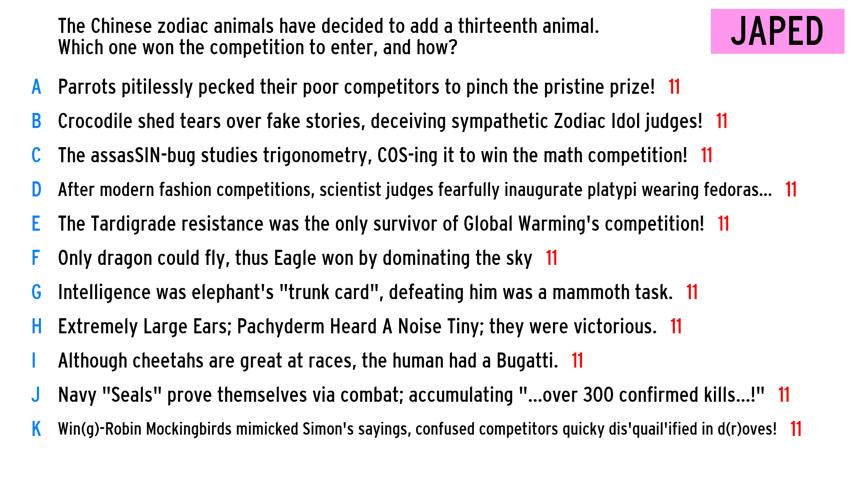 The Chinese zodiac animals have decided to add a thirteenth animal.
Which one won the competition to enter, and how?
JAPED
A Parrots pitilessly pecked their poor competitors to pinch the pristine prize! 11
B Crocodile shed tears over fake stories, deceiving sympathetic Zodiac Idol judges! 11
C The assasSIN-bug studies trigonometry, COS-ing it to win the math competition! 11
D After modern fashion competitions, scientist judges fearfully inaugurate platypi wearing fedoras... 11
E The Tardigrade resistance was the only survivor of Global Warming's competition! 11
F Only dragon could fly, thus Eagle won by dominating the sky 11
G Intelligence was elephant's "trunk card", defeating him was a mammoth task. 11
H Extremely Large Ears; Pachyderm Heard A Noise Tiny; they were victorious. 11
I Although cheetahs are great at races, the human had a Bugatti. 11
J Navy "Seals" prove themselves via combat; accumulating "...over 300 confirmed kills...!" 11
K Win(g)-Robin Mockingbirds mimicked Simon's sayings, confused competitors quicky dis'quail'ified in d(r)oves! 11